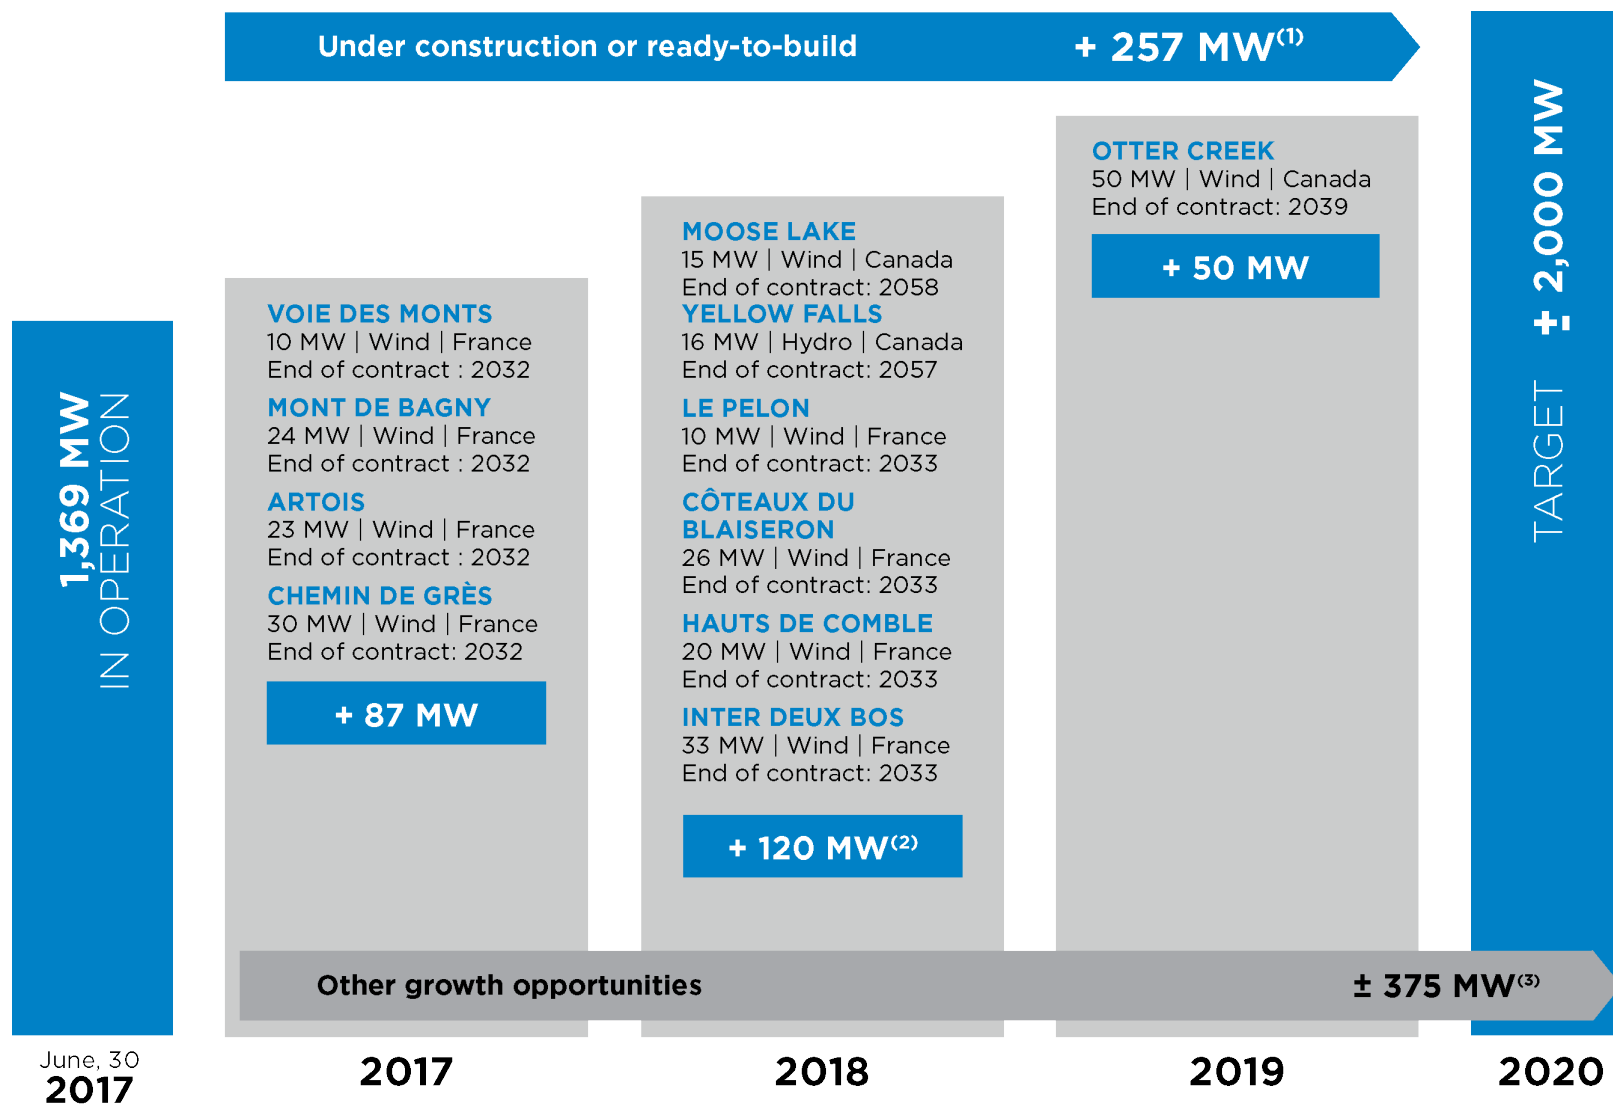 Under construction or ready-to-build + 257 MW(1)
1,369 MW
IN OPERATION
June, 30
2017
VOIE DES MONTS
10 MW | Wind | France
End of contract : 2032
MONT DE BAGNY
24 MW | Wind | France
End of contract : 2032
ARTOIS
23 MW | Wind | France
End of contract : 2032
CHEMIN DE GRÈS
30 MW | Wind | France
End of contract: 2032
+ 87 MW
2017
MOOSE LAKE
15 MW | Wind | Canada
End of contract: 2058
YELLOW FALLS
16 MW | Hydro | Canada
End of contract: 2057
LE PELON
10 MW | Wind | France
End of contract: 2033
CÔTEAUX DU
BLAISERON
26 MW | Wind | France
End of contract: 2033
HAUTS DE COMBLE
20 MW | Wind | France
End of contract: 2033
INTER DEUX BOS
33 MW | Wind | France
End of contract: 2033
+ 120 MW(2)
2018
OTTER CREEK
50 MW | Wind | Canada
End of contract: 2039
+ 50 MW
2019
Other growth opportunities ± 375 MW(3)
TARGET ± 2,000 MW
2020